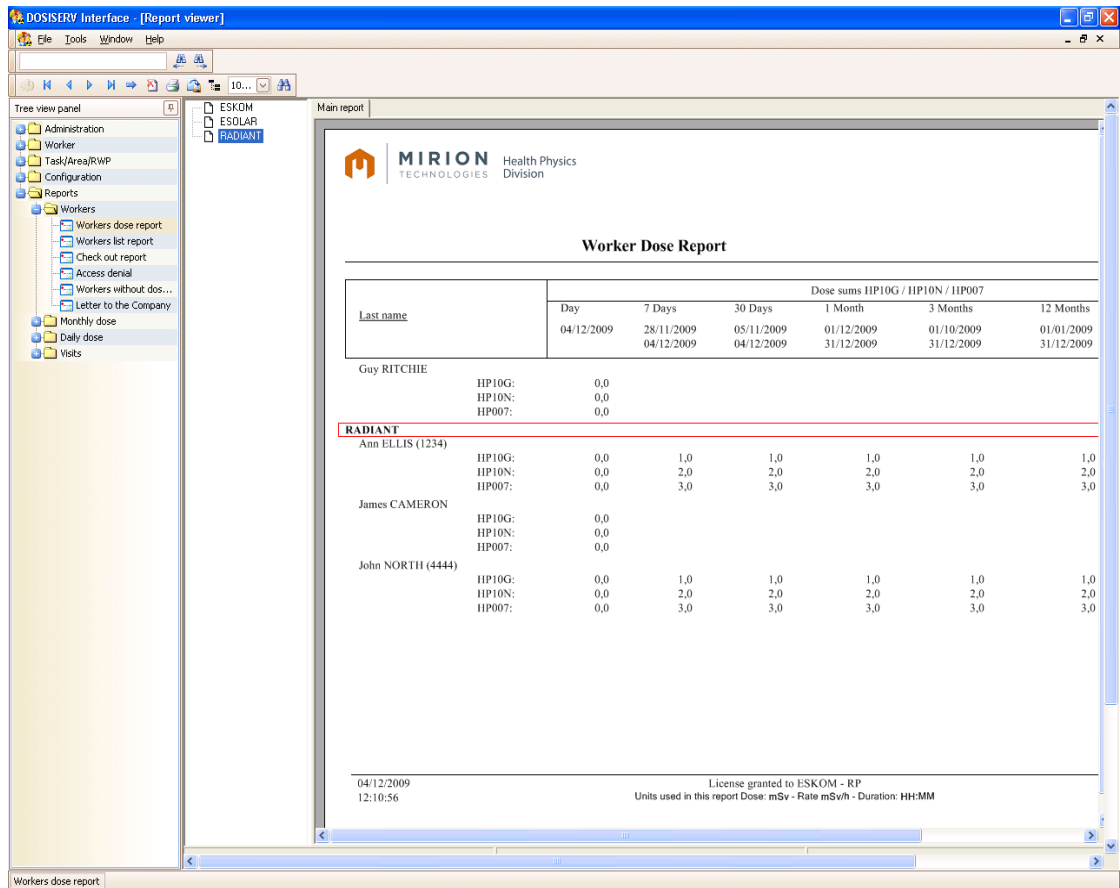 DOSISERV Interface - [Report viewer]
File Tools Window Help
10...
Tree view panel
Administration
Worker
Task/Area/RWP
Configuration
Reports
Workers
Workers dose report
Workers list report
Check out report
Access denial
Workers without dos...
Letter to the Company
Monthly dose
Daily dose
Visits
ESKOM
ESOLAR
RADIANT
Main report
MIRION Health Physics
TECHNOLOGIES Division
Worker Dose Report
Dose sums HP10G / HP10N / HP007
Last name Day 7 Days 30 Days 1 Month 3 Months 12 Months
04/12/2009 28/11/2009 05/11/2009 01/12/2009 01/10/2009 01/01/2009
04/12/2009 04/12/2009 31/12/2009 31/12/2009 31/12/2009
Guy RITCHIE
HP10G: 0,0
HP10N: 0,0
HP007: 0,0
RADIANT
Ann ELLIS (1234)
HP10G: 0,0 1,0 1,0 1,0 1,0 1,0
HP10N: 0,0 2,0 2,0 2,0 2,0 2,0
HP007: 0,0 3,0 3,0 3,0 3,0 3,0
James CAMERON
HP10G: 0,0
HP10N: 0,0
HP007: 0,0
John NORTH (4444)
HP10G: 0,0 1,0 1,0 1,0 1,0 1,0
HP10N: 0,0 2,0 2,0 2,0 2,0 2,0
HP007: 0,0 3,0 3,0 3,0 3,0 3,0
04/12/2009 License granted to ESKOM - RP
12:10:56 Units used in this report Dose: mSv - Rate mSv/h - Duration: HH:MM
Workers dose report